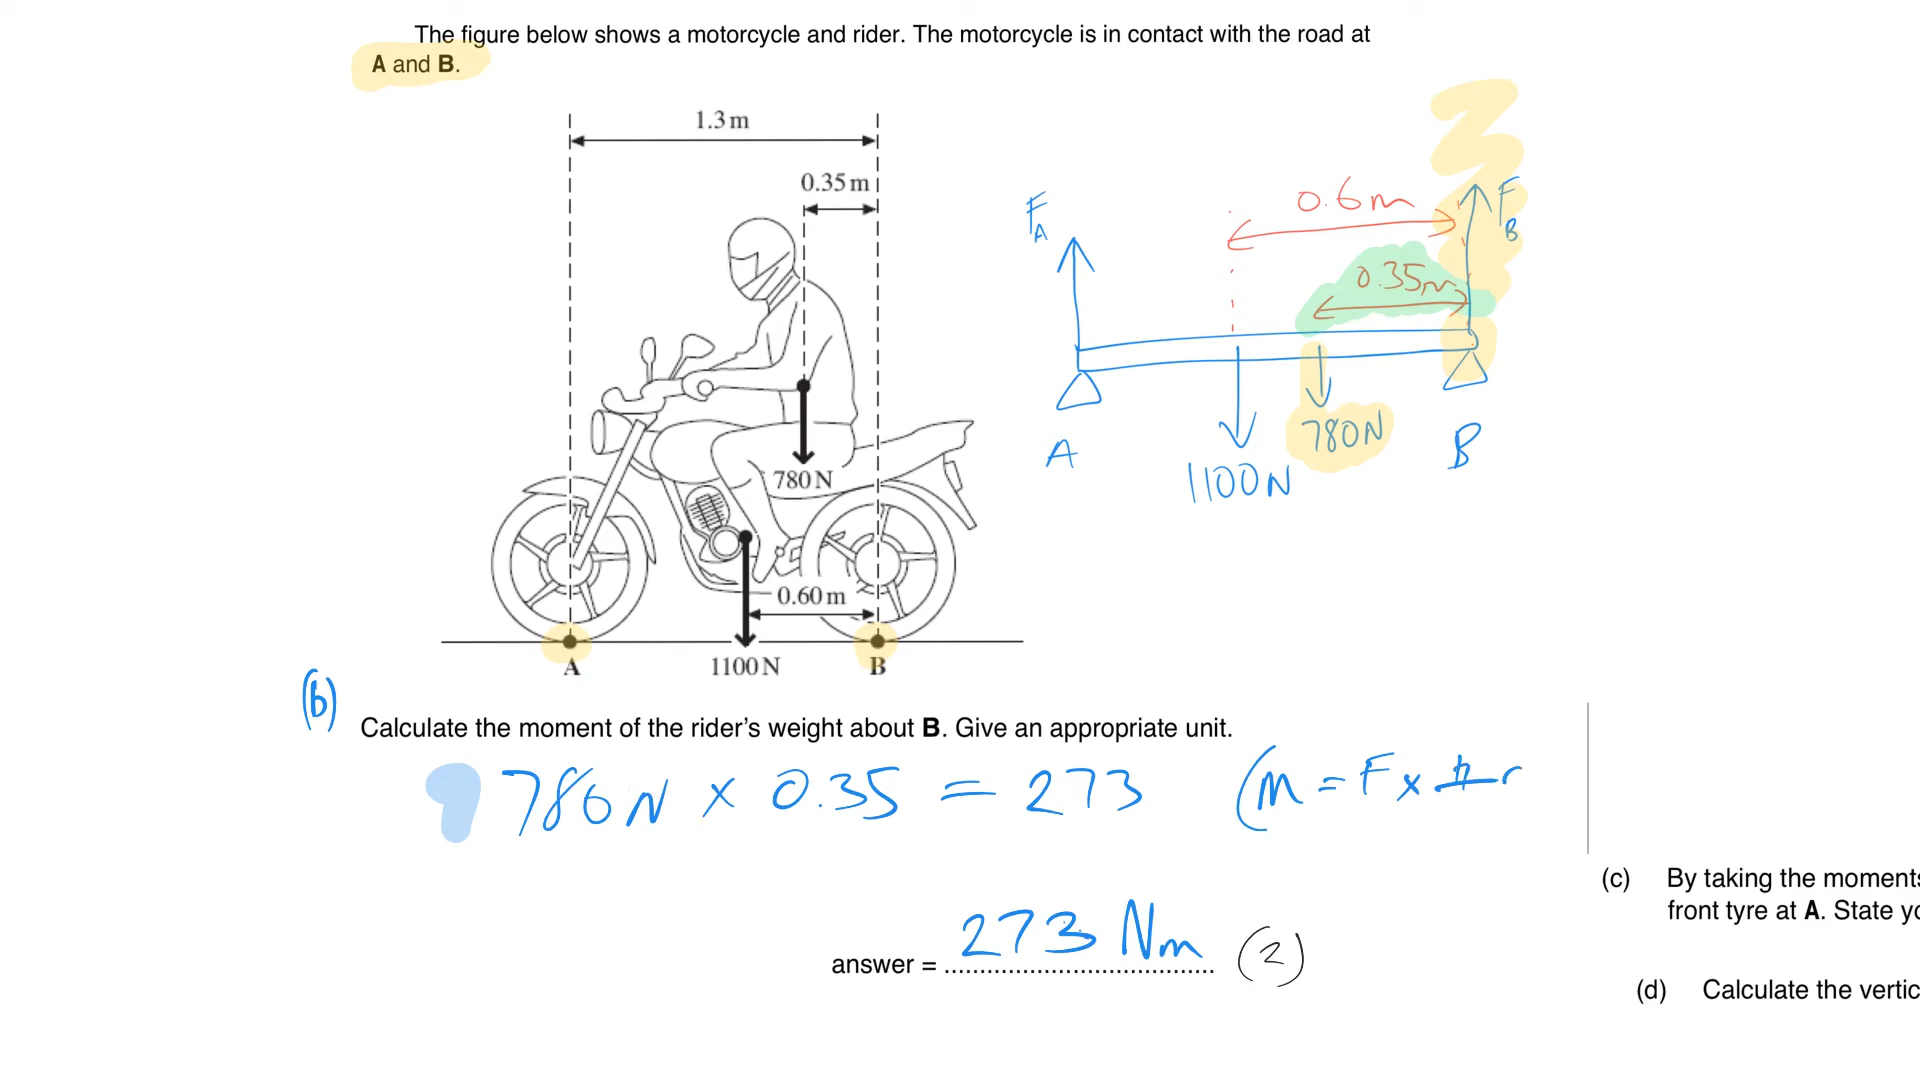 The figure below shows a motorcycle and rider. The motorcycle is in contact with the road at
A and B.
1.3 m
0.35 m
780 N
0.60 m
A
1100 N
B
F_A
0.6m
F_B
0.35m
A
1100N
780N
B
(b)
Calculate the moment of the rider's weight about B. Give an appropriate unit.
780N × 0.35 = 273 (m = F × r
answer = 273 Nm (2)
(c) By taking the moments
front tyre at A. State yo
(d) Calculate the vertic